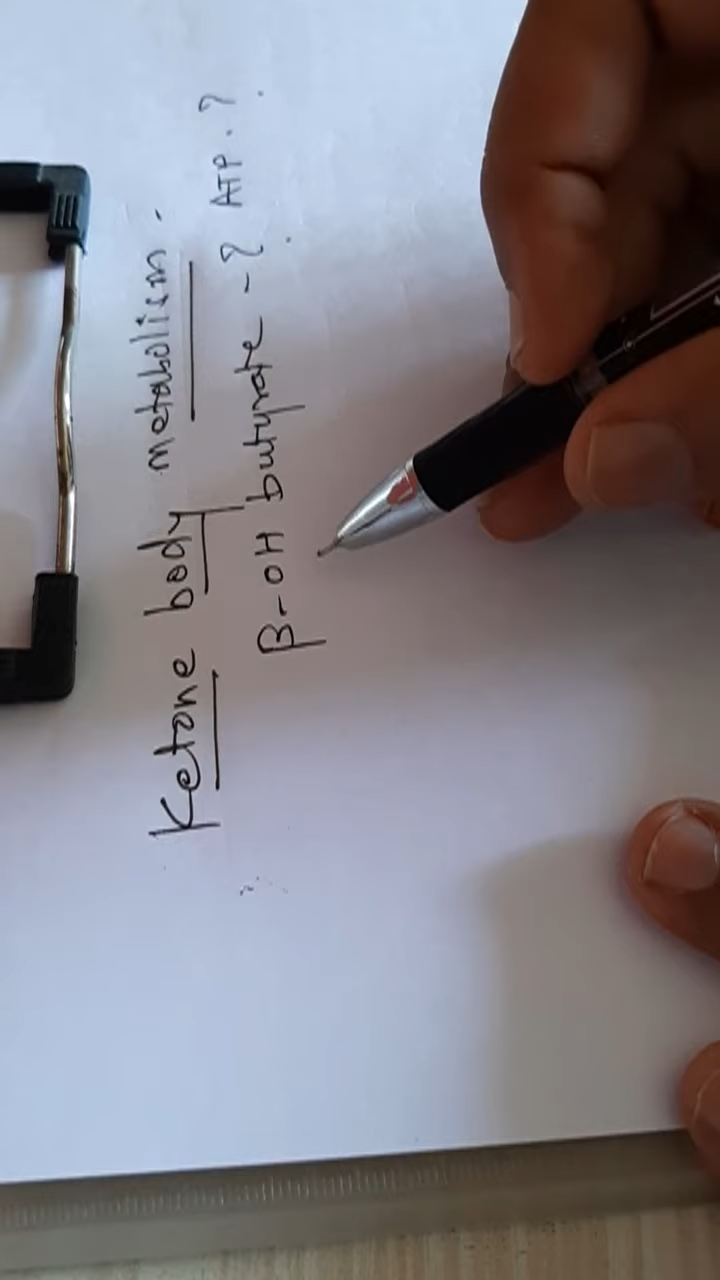 Ketone body metabolism.
β-OH butyrate - ? ATP. ?